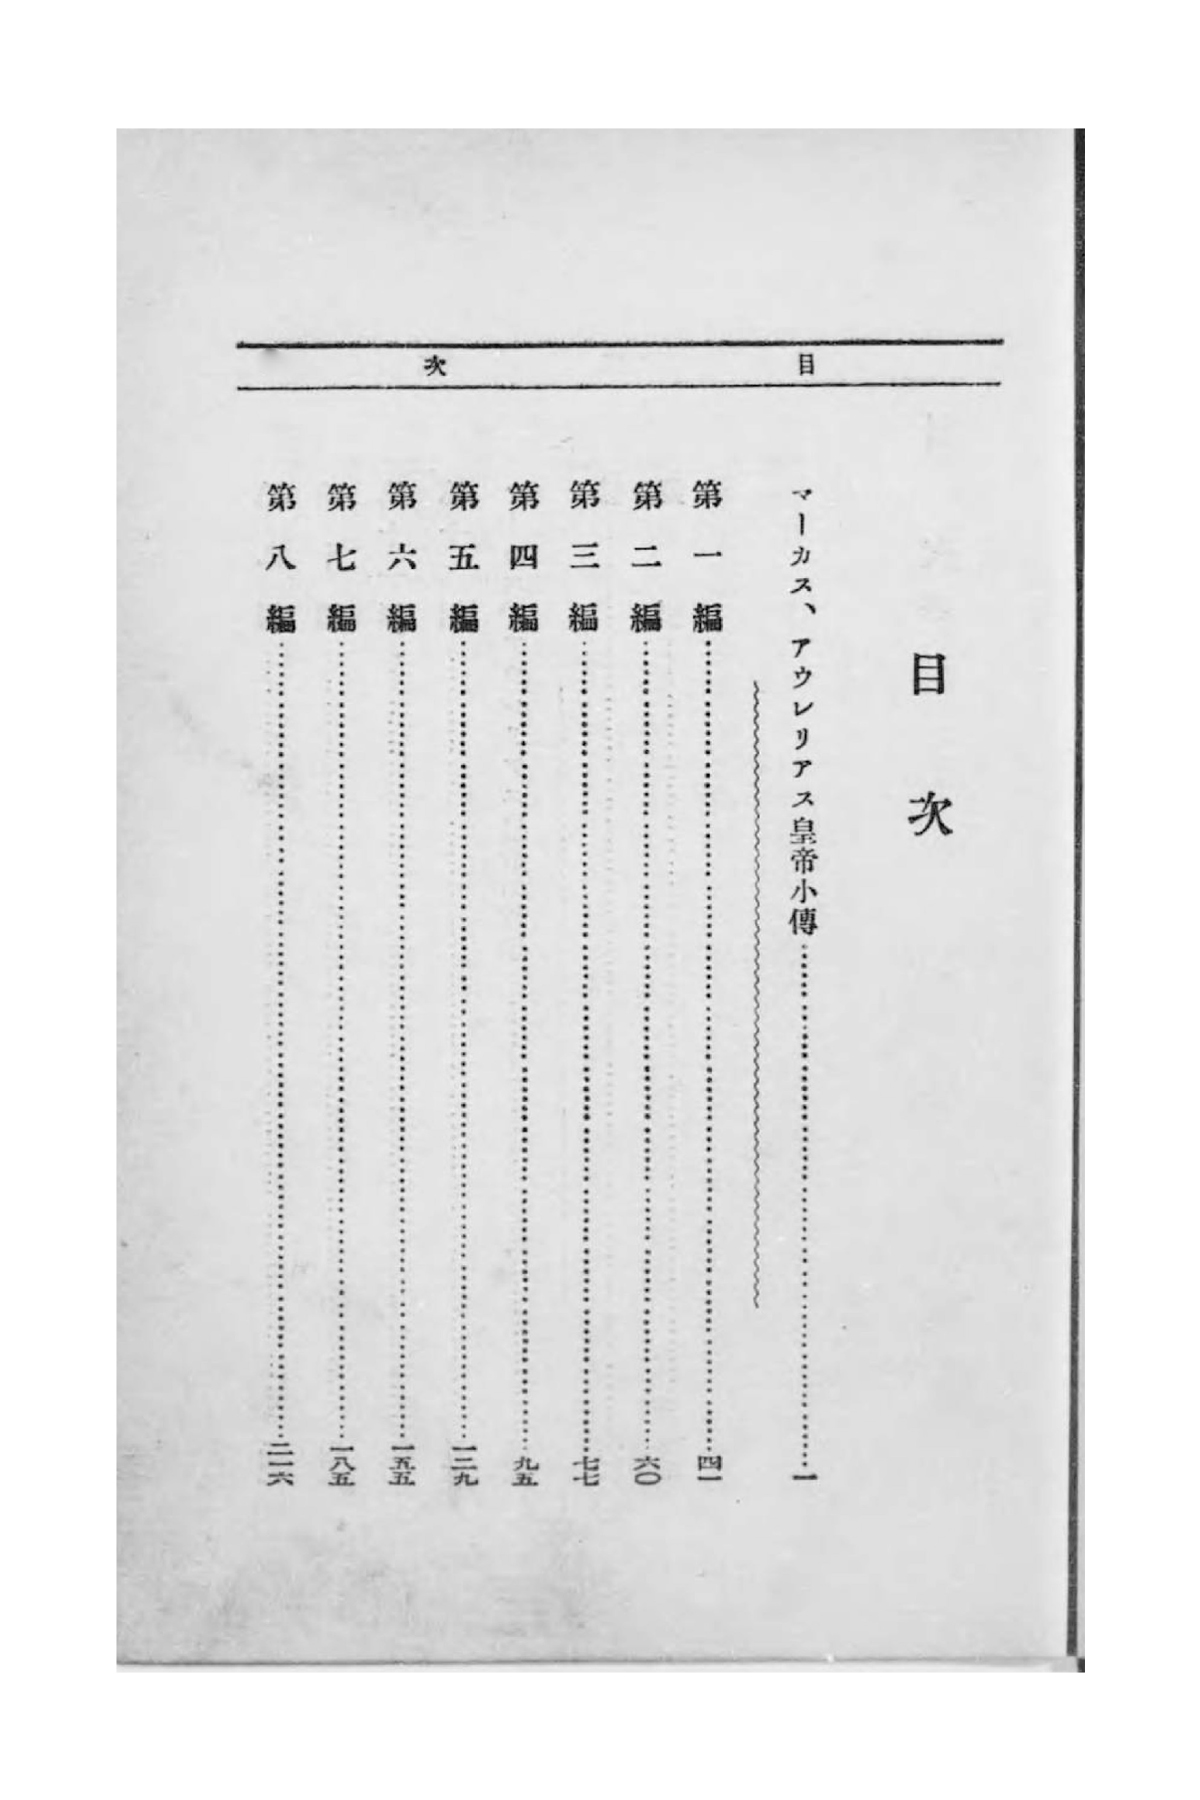 目次
目次
マーカス、アウレリアス皇帝小傳……一
第一編……四一
第二編……六〇
第三編……七七
第四編……九五
第五編……一二九
第六編……一五五
第七編……一八五
第八編……二一六